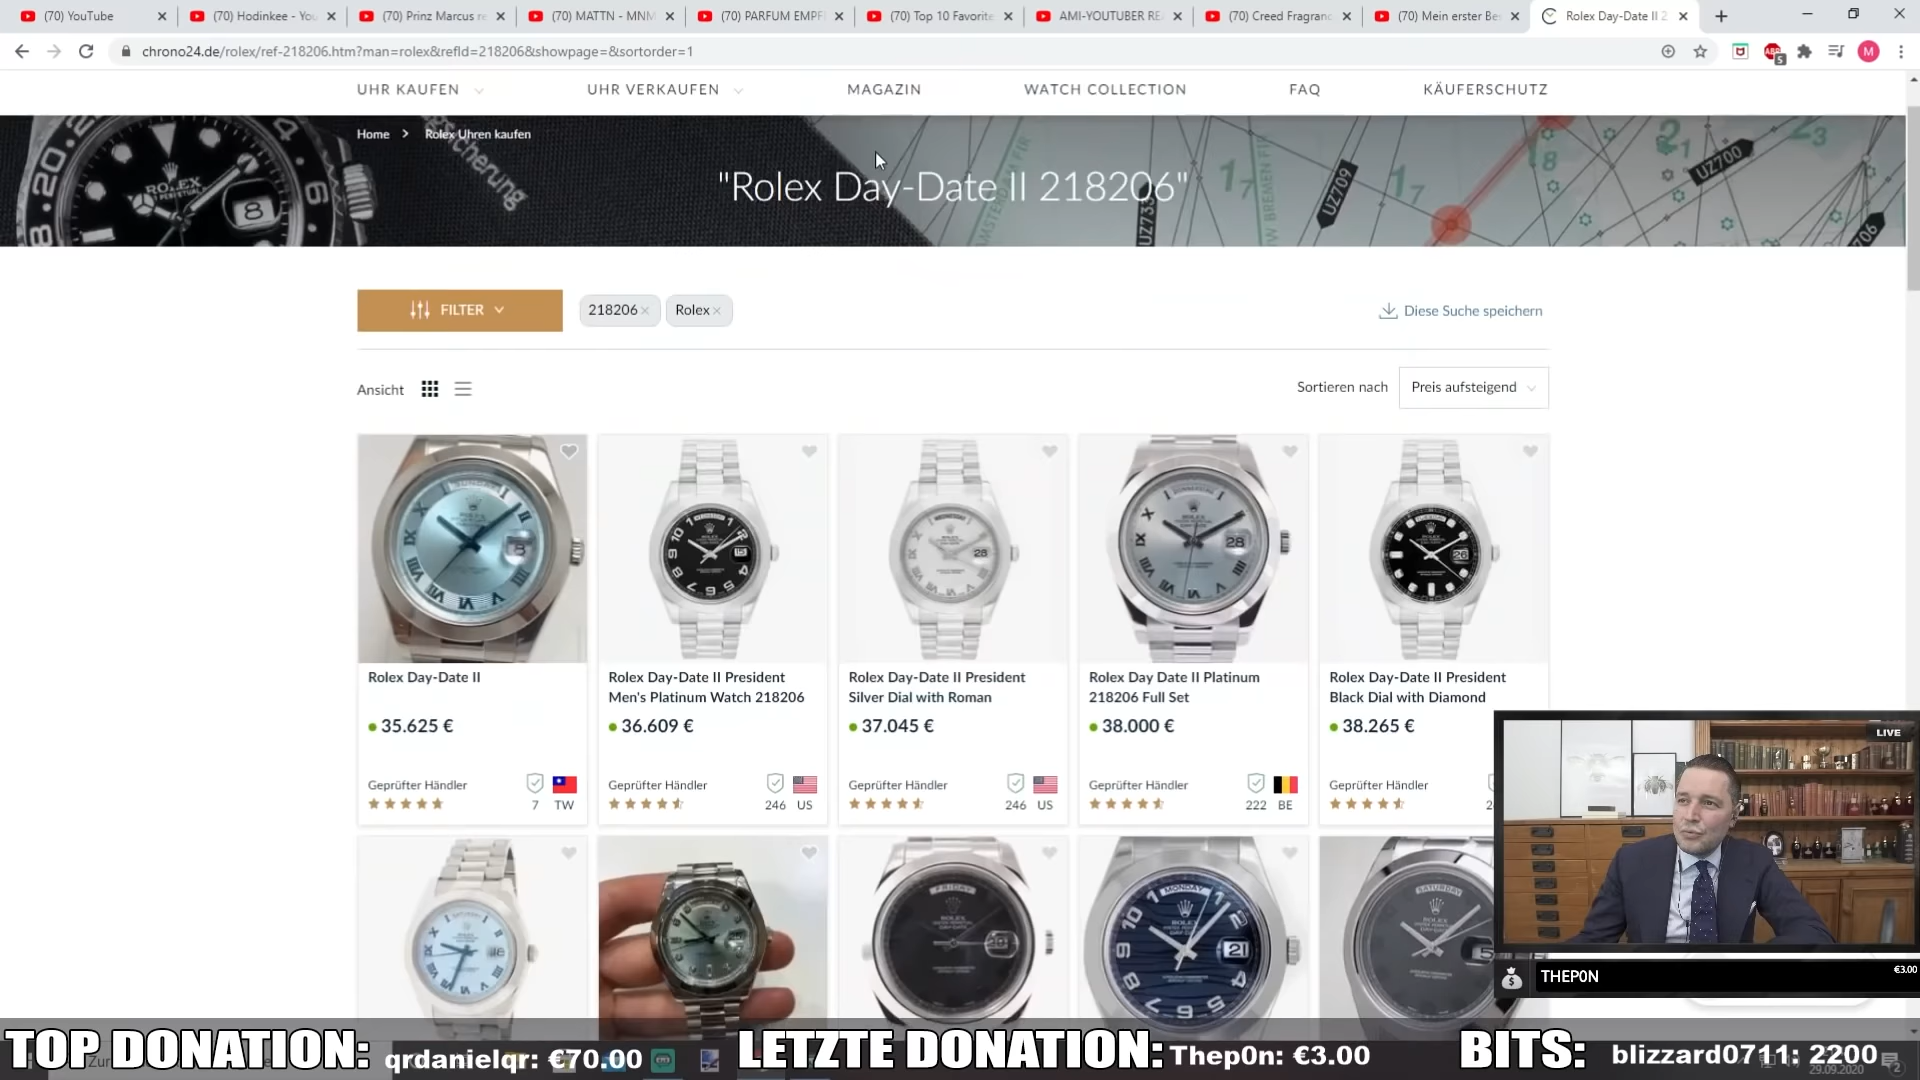 (70) YouTube
(70) Hodinkee - You
(70) Prinz Marcus re
(70) MATTN - MNM
(70) PARFUM EMPF
(70) Top 10 Favorite
AMI-YOUTUBER REA
(70) Creed Fragranc
(70) Mein erster Bes
Rolex Day-Date II 2
chrono24.de/rolex/ref-218206.htm?man=rolex&refId=218206&showpage=&sortorder=1
UHR KAUFEN
UHR VERKAUFEN
MAGAZIN
WATCH COLLECTION
FAQ
KÄUFERSCHUTZ
Home > Rolex Uhren kaufen
"Rolex Day-Date II 218206"
UZ709
UZ700
FILTER
218206 ×
Rolex ×
Diese Suche speichern
Ansicht
Sortieren nach
Preis aufsteigend
Rolex Day-Date II
35.625 €
Geprüfter Händler
7 TW
Rolex Day-Date II President
Men's Platinum Watch 218206
36.609 €
Geprüfter Händler
246 US
Rolex Day-Date II President
Silver Dial with Roman
37.045 €
Geprüfter Händler
246 US
Rolex Day Date II Platinum
218206 Full Set
38.000 €
Geprüfter Händler
222 BE
Rolex Day-Date II President
Black Dial with Diamond
38.265 €
Geprüfter Händler
LIVE
THEP0N
€3.00
TOP DONATION: qrdanielqr: €70.00
LETZTE DONATION: Thep0n: €3.00
BITS: blizzard0711: 2200
29.09.2020